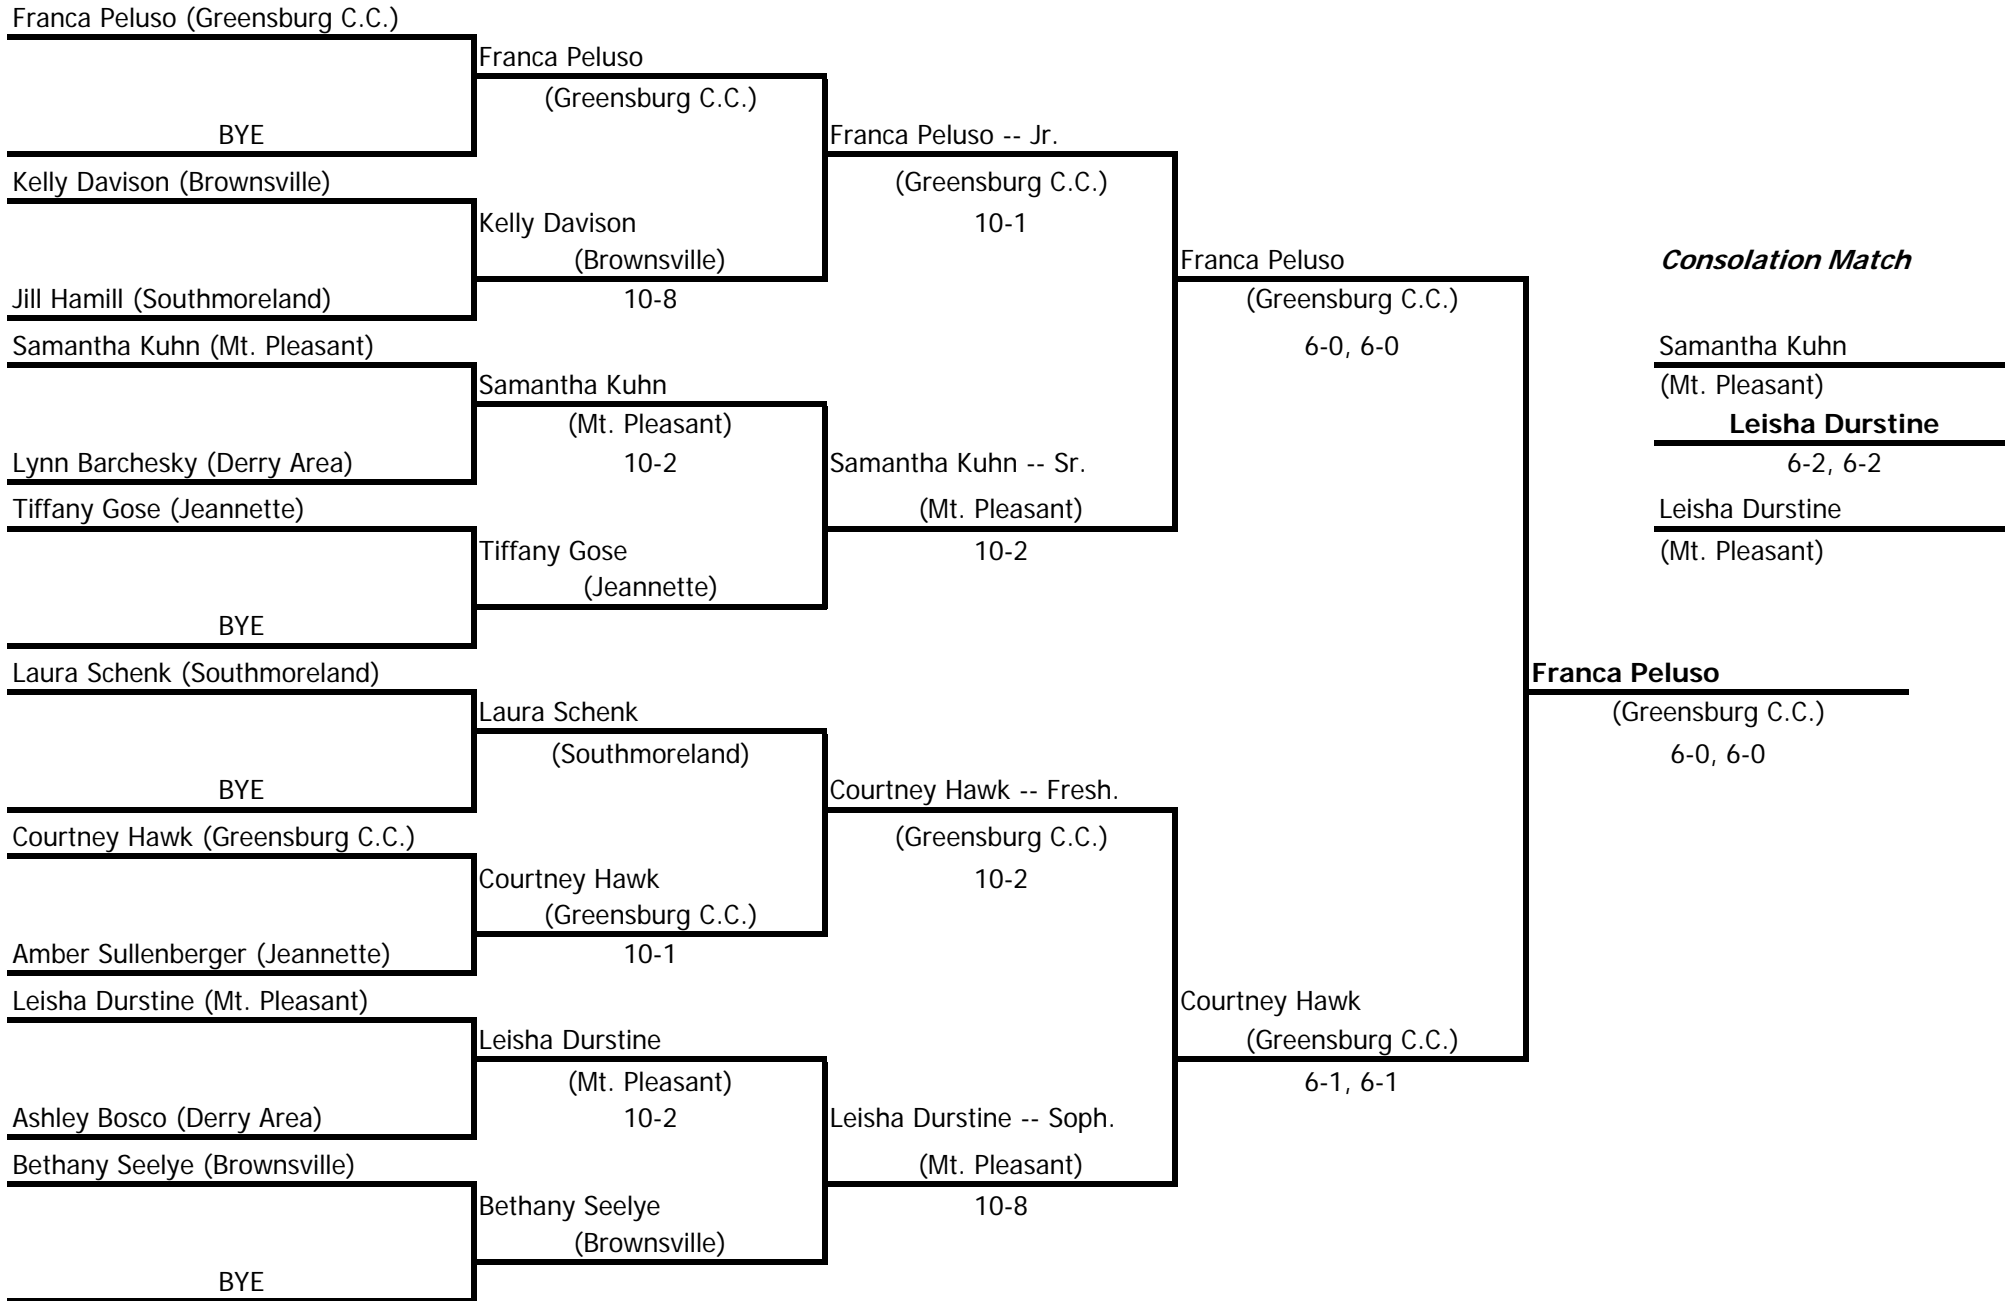 Franca Peluso (Greensburg C.C.)
BYE
Kelly Davison (Brownsville)
Jill Hamill (Southmoreland)
Samantha Kuhn (Mt. Pleasant)
Lynn Barchesky (Derry Area)
Tiffany Gose (Jeannette)
BYE
Laura Schenk (Southmoreland)
BYE
Courtney Hawk (Greensburg C.C.)
Amber Sullenberger (Jeannette)
Leisha Durstine (Mt. Pleasant)
Ashley Bosco (Derry Area)
Bethany Seelye (Brownsville)
BYE
Franca Peluso
(Greensburg C.C.)
Kelly Davison
(Brownsville)
10-8
Samantha Kuhn
(Mt. Pleasant)
10-2
Tiffany Gose
(Jeannette)
Laura Schenk
(Southmoreland)
Courtney Hawk
(Greensburg C.C.)
10-1
Leisha Durstine
(Mt. Pleasant)
10-2
Bethany Seelye
(Brownsville)
Franca Peluso -- Jr.
(Greensburg C.C.)
10-1
Samantha Kuhn -- Sr.
(Mt. Pleasant)
10-2
Courtney Hawk -- Fresh.
(Greensburg C.C.)
10-2
Leisha Durstine -- Soph.
(Mt. Pleasant)
10-8
Franca Peluso
(Greensburg C.C.)
6-0, 6-0
Courtney Hawk
(Greensburg C.C.)
6-1, 6-1
Franca Peluso
(Greensburg C.C.)
6-0, 6-0
Consolation Match
Samantha Kuhn
(Mt. Pleasant)
Leisha Durstine
6-2, 6-2
Leisha Durstine
(Mt. Pleasant)